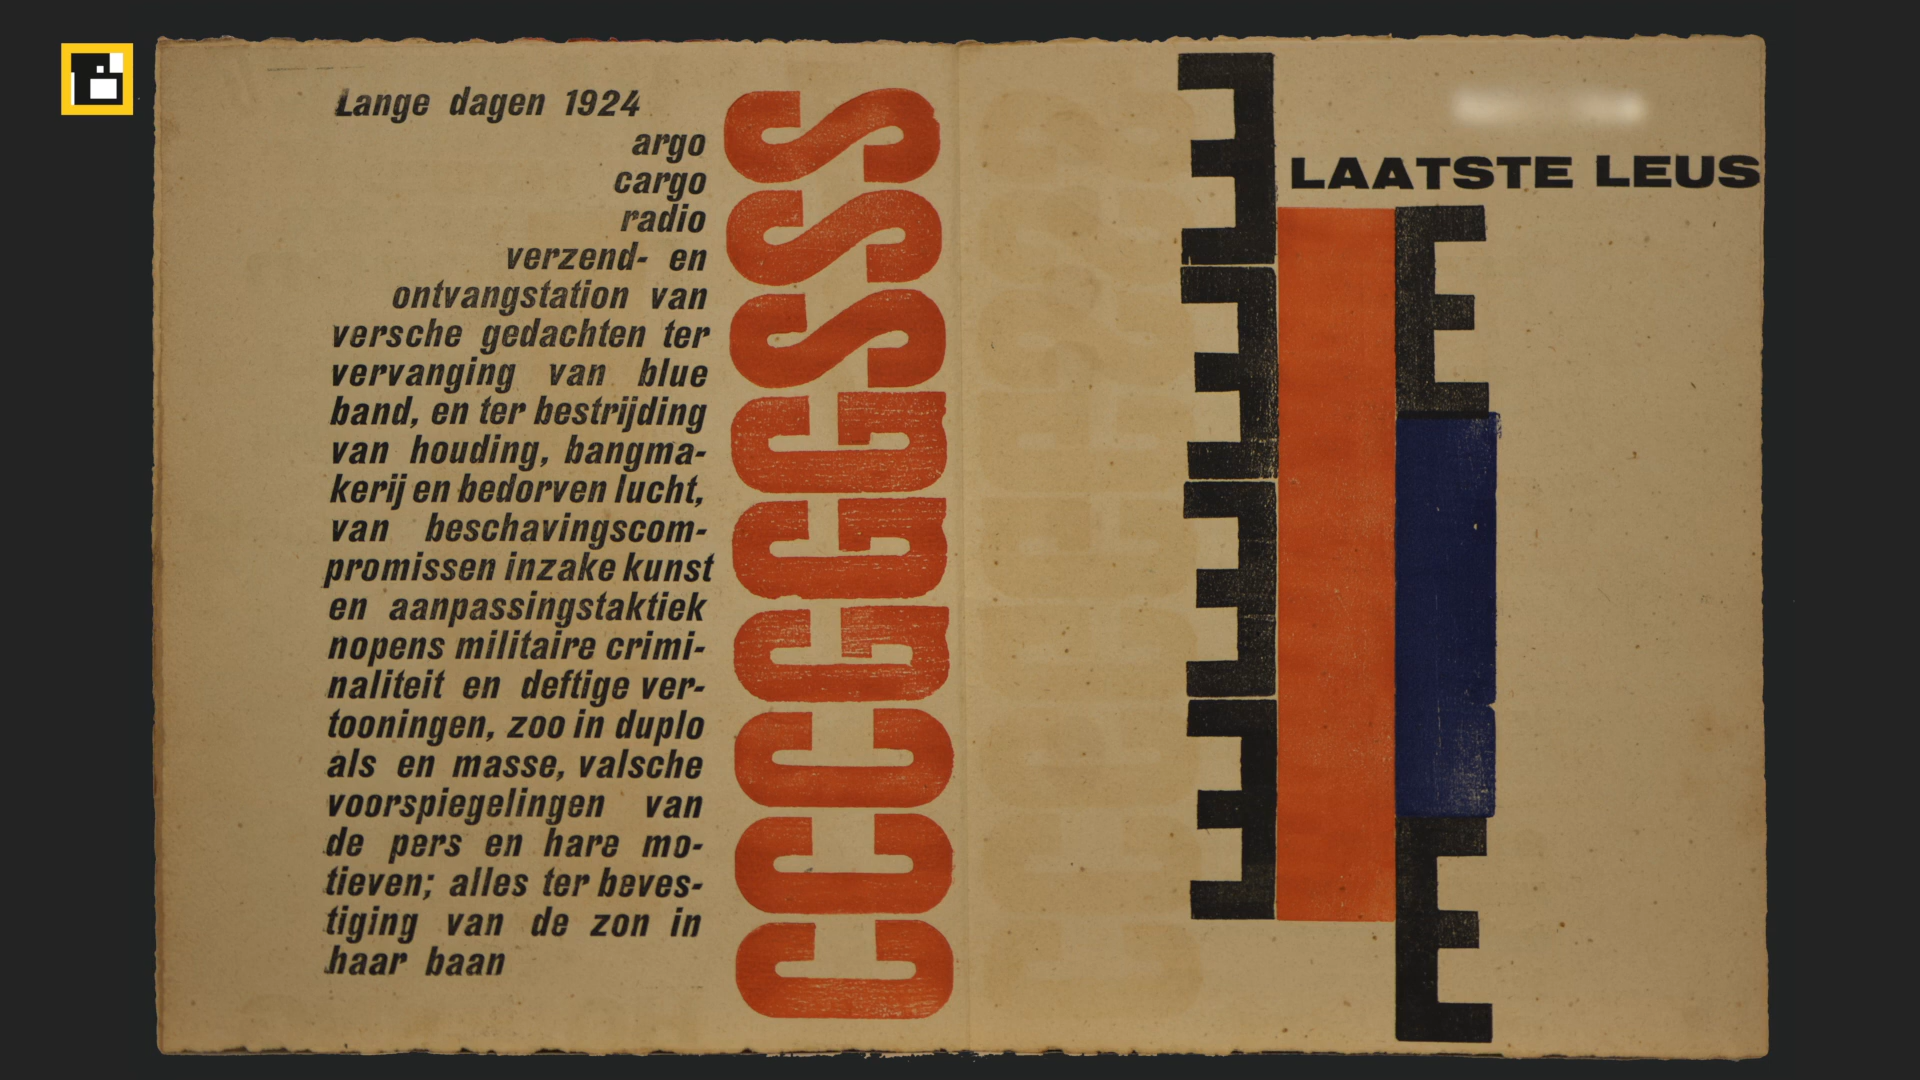 Lange dagen 1924
argo
cargo
radio
verzend- en
ontvangstation van
versche gedachten ter
vervanging van blue
band, en ter bestrijding
van houding, bangma-
kerij en bedorven lucht,
van beschavingscom-
promissen inzake kunst
en aanpassingstaktiek
nopens militaire crimi-
naliteit en deftige ver-
tooningen, zoo in duplo
als en masse, valsche
voorspiegelingen van
de pers en hare mo-
tieven; alles ter beves-
tiging van de zon in
haar baan
SSSGGGCCC
EEEE
LAATSTE LEUS
E
E